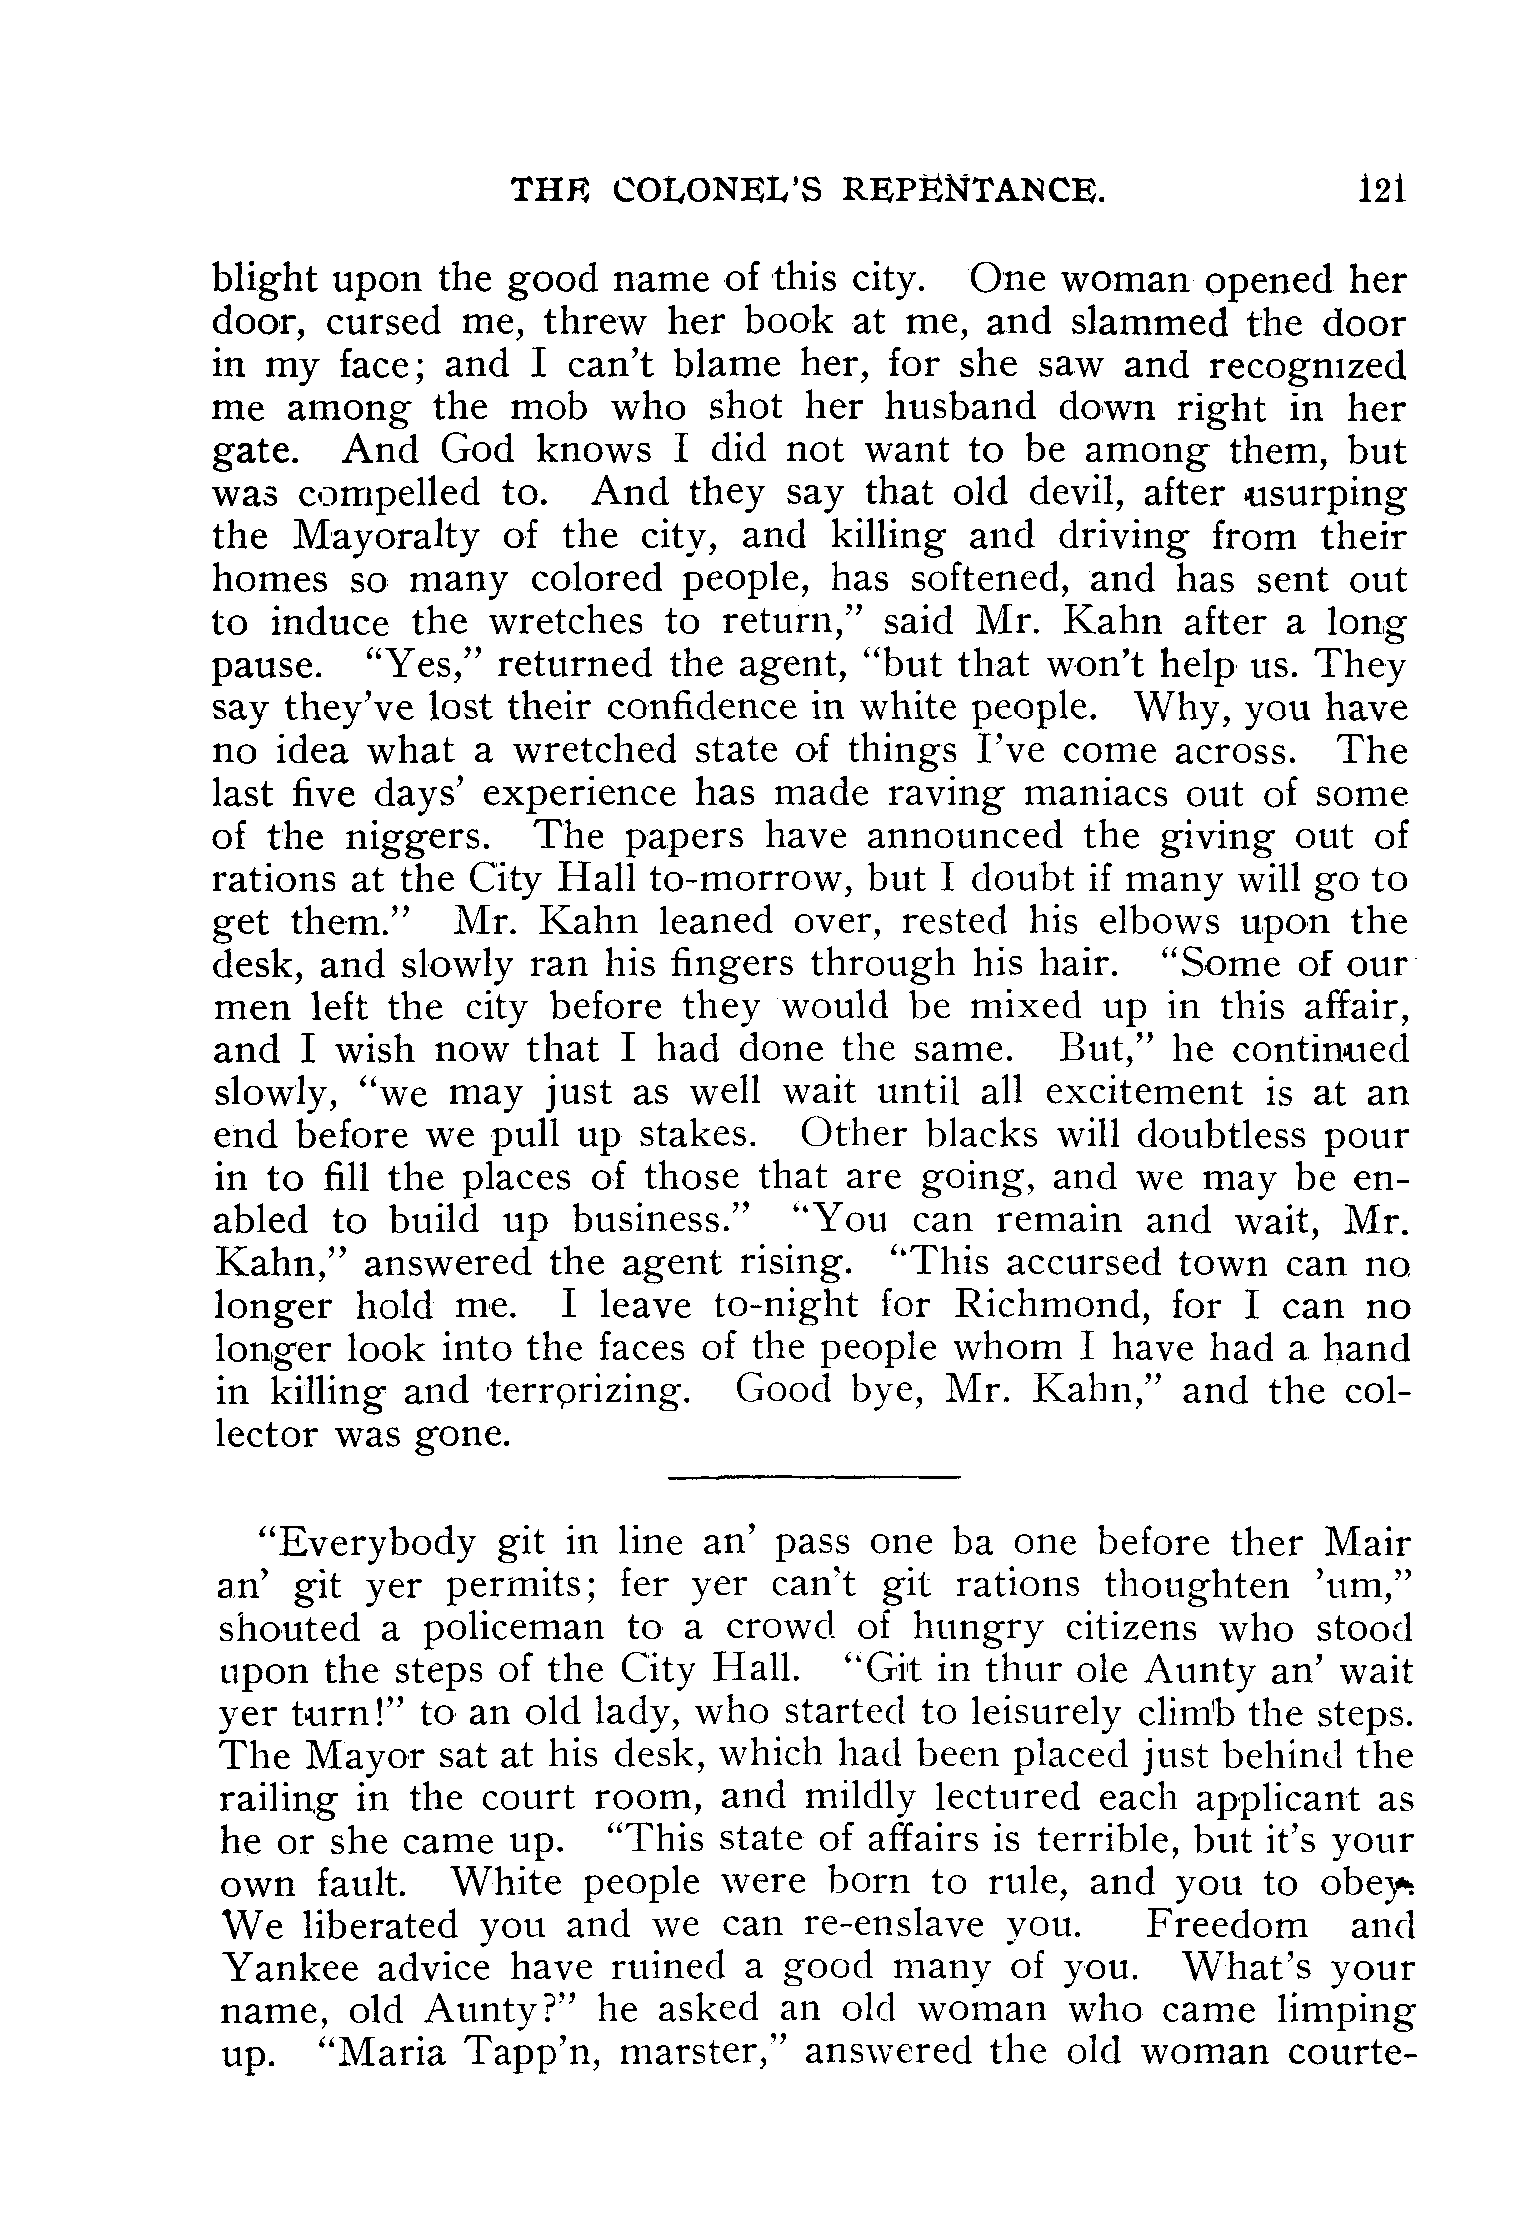 THE COLONEL'S REPENTANCE. 121
blight upon the good name of this city. One woman opened her
door, cursed me, threw her book at me, and slammed the door
in my face; and I can't blame her, for she saw and recognized
me among the mob who shot her husband down right in her
gate. And God knows I did not want to be among them, but
was compelled to. And they say that old devil, after usurping
the Mayoralty of the city, and killing and driving from their
homes so many colored people, has softened, and has sent out
to induce the wretches to return," said Mr. Kahn after a long
pause. "Yes," returned the agent, "but that won't help us. They
say they've lost their confidence in white people. Why, you have
no idea what a wretched state of things I've come across. The
last five days' experience has made raving maniacs out of some
of the niggers. The papers have announced the giving out of
rations at the City Hall to-morrow, but I doubt if many will go to
get them." Mr. Kahn leaned over, rested his elbows upon the
desk, and slowly ran his fingers through his hair. "Some of our
men left the city before they would be mixed up in this affair,
and I wish now that I had done the same. But," he continued
slowly, "we may just as well wait until all excitement is at an
end before we pull up stakes. Other blacks will doubtless pour
in to fill the places of those that are going, and we may be en-
abled to build up business." "You can remain and wait, Mr.
Kahn," answered the agent rising. "This accursed town can no
longer hold me. I leave to-night for Richmond, for I can no
longer look into the faces of the people whom I have had a hand
in killing and terrorizing. Good bye, Mr. Kahn," and the col-
lector was gone.
"Everybody git in line an' pass one ba one before ther Mair
an' git yer permits; fer yer can't git rations thoughten 'um,"
shouted a policeman to a crowd of hungry citizens who stood
upon the steps of the City Hall. "Git in thur ole Aunty an' wait
yer turn!" to an old lady, who started to leisurely climb the steps.
The Mayor sat at his desk, which had been placed just behind the
railing in the court room, and mildly lectured each applicant as
he or she came up. "This state of affairs is terrible, but it's your
own fault. White people were born to rule, and you to obey.
We liberated you and we can re-enslave you. Freedom and
Yankee advice have ruined a good many of you. What's your
name, old Aunty?" he asked an old woman who came limping
up. "Maria Tapp'n, marster," answered the old woman courte-